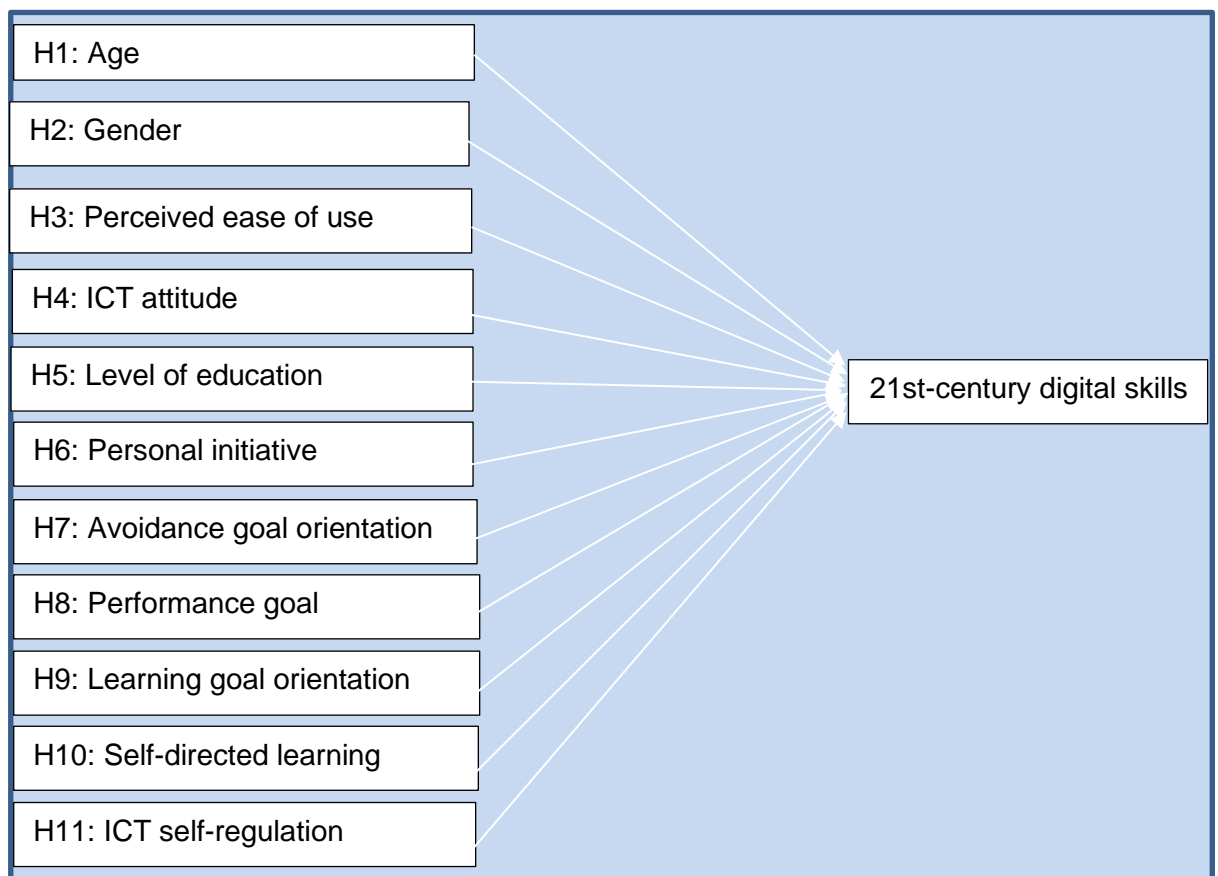 H1: Age
H2: Gender
H3: Perceived ease of use
H4: ICT attitude
H5: Level of education
21st-century digital skills
H6: Personal initiative
H7: Avoidance goal orientation
H8: Performance goal
H9: Learning goal orientation
H10: Self-directed learning
H11: ICT self-regulation